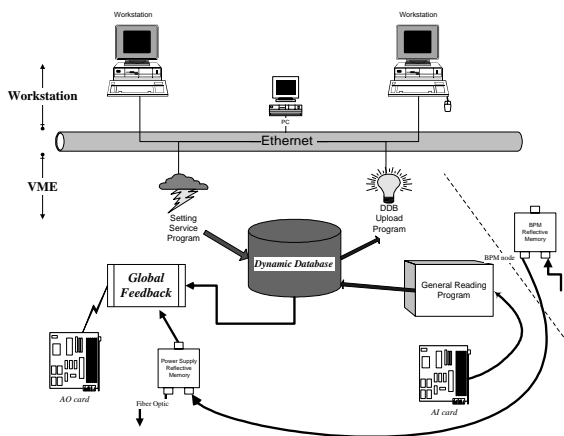 Workstation
Workstation
Workstation
PC
Ethernet
VME
Setting
Service
Program
DDB
Upload
Program
BPM
Reflective
Memory
Dynamic Database
BPM node
Global
Feedback
General Reading
Program
Power Supply
Reflective
Memory
AO card
Fiber Optic
AI card